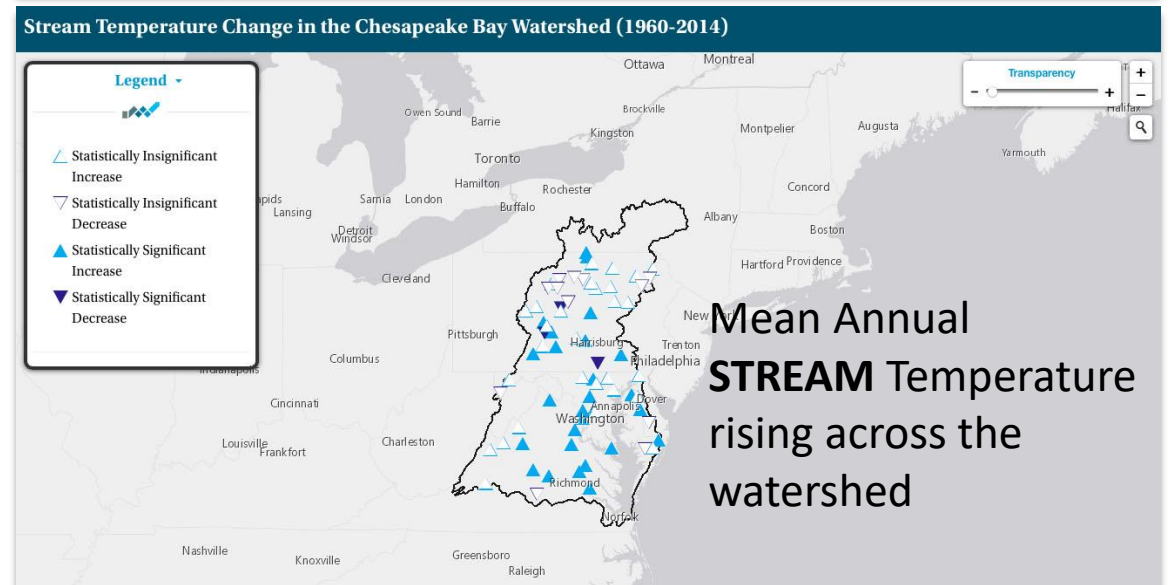 Stream Temperature Change in the Chesapeake Bay Watershed (1960-2014)
Legend
Statistically Insignificant
Increase
Statistically Insignificant
Decrease
Statistically Significant
Increase
Statistically Significant
Decrease
Transparency
- +
+
-
Ottawa
Montreal
Halifax
Owen Sound
Barrie
Brockville
Kingston
Montpelier
Augusta
Yarmouth
Toronto
Hamilton
Rochester
Concord
Sarnia
London
Buffalo
Lansing
Albany
Boston
Detroit
Windsor
Hartford
Providence
Cleveland
New York
Pittsburgh
Harrisburg
Trenton
Philadelphia
Columbus
Indianapolis
Dover
Annapolis
Washington
Cincinnati
Louisville
Frankfort
Charleston
Richmond
Norfolk
Nashville
Knoxville
Greensboro
Raleigh
Mean Annual
STREAM Temperature
rising across the
watershed